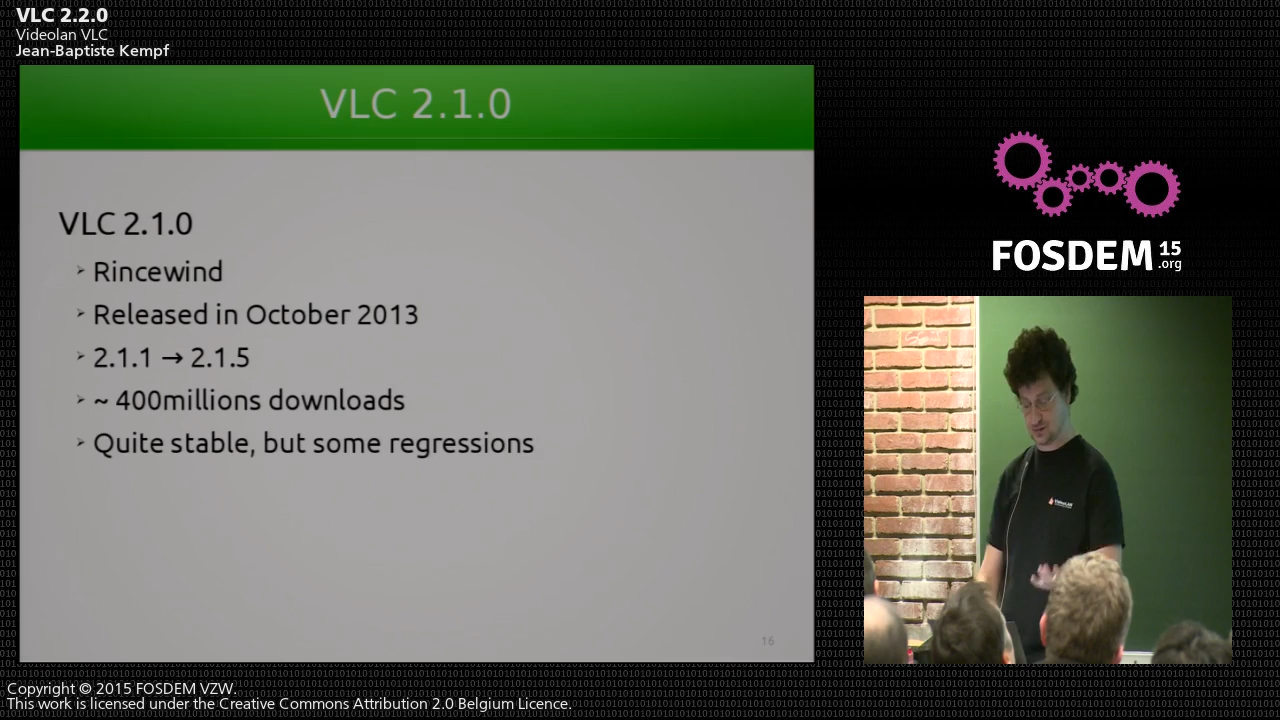 VLC 2.2.0
Videolan VLC
Jean-Baptiste Kempf
VLC 2.1.0
VLC 2.1.0
Rincewind
Released in October 2013
2.1.1 → 2.1.5
~ 400millions downloads
Quite stable, but some regressions
16
FOSDEM 15
.org
VideoLAN
Copyright © 2015 FOSDEM VZW.
This work is licensed under the Creative Commons Attribution 2.0 Belgium Licence.